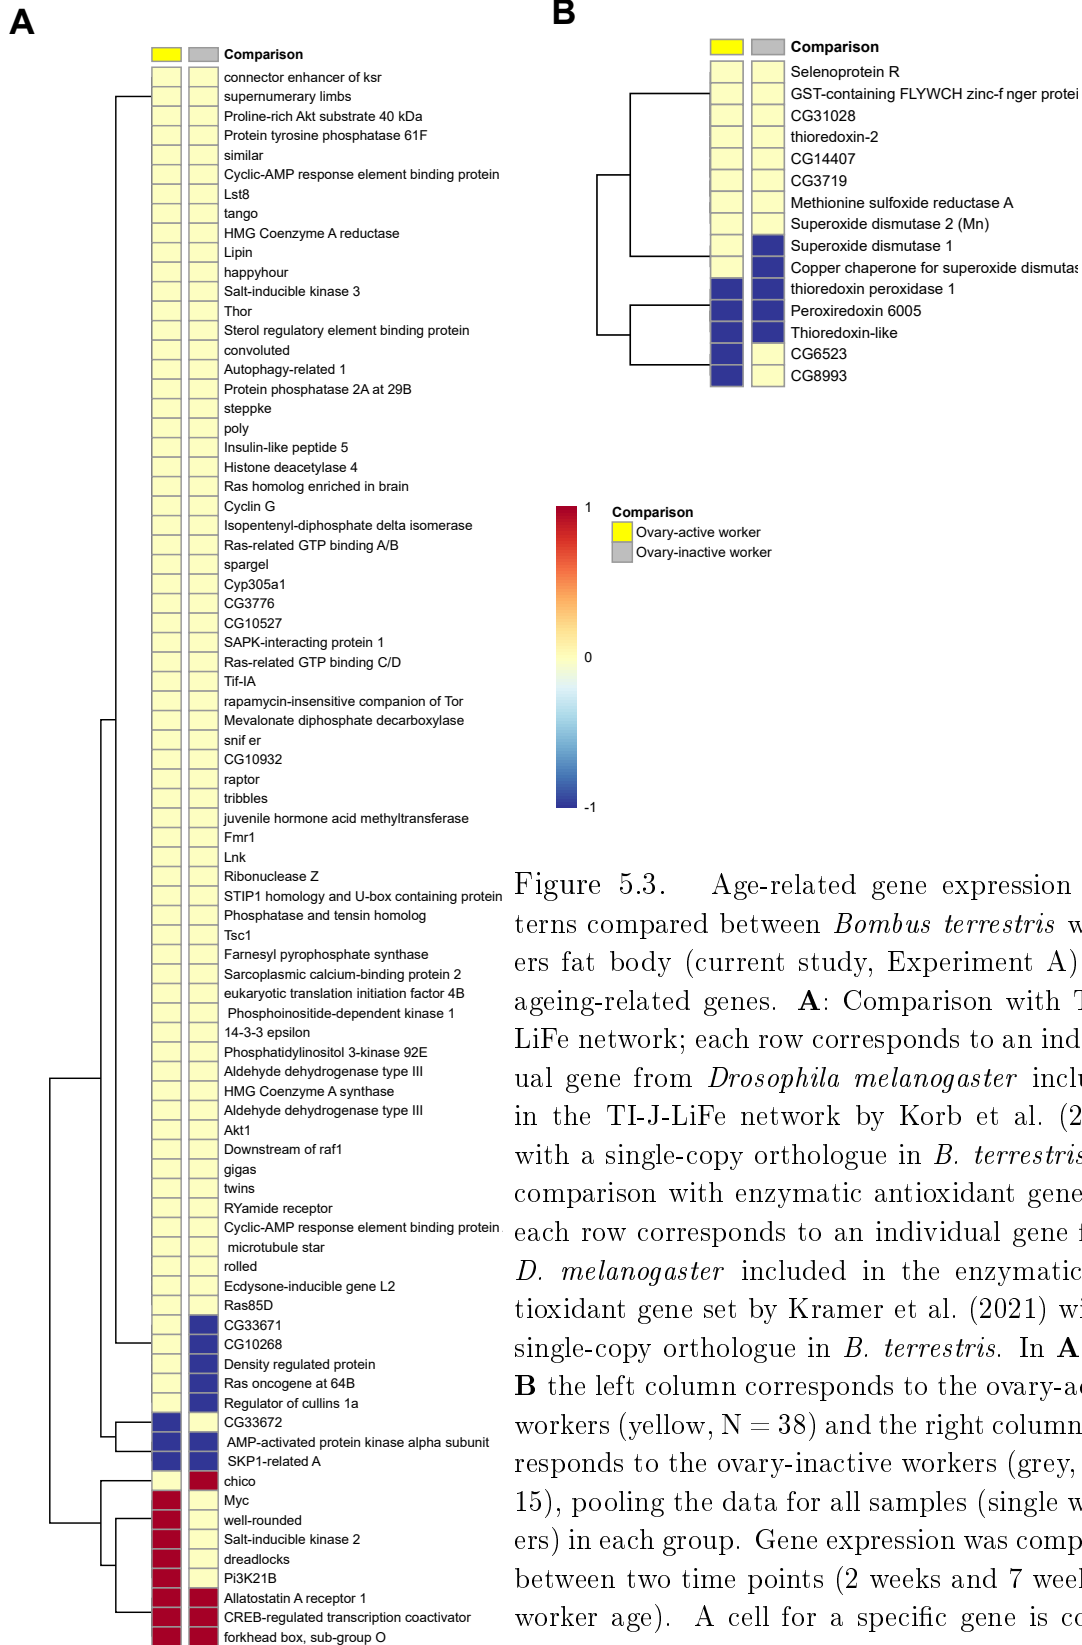 A
Comparison
connector enhancer of ksr
supernumerary limbs
Proline-rich Akt substrate 40 kDa
Protein tyrosine phosphatase 61F
similar
Cyclic-AMP response element binding protein
Lst8
tango
HMG Coenzyme A reductase
Lipin
happyhour
Salt-inducible kinase 3
Thor
Sterol regulatory element binding protein
convoluted
Autophagy-related 1
Protein phosphatase 2A at 29B
steppke
poly
Insulin-like peptide 5
Histone deacetylase 4
Ras homolog enriched in brain
Cyclin G
Isopentenyl-diphosphate delta isomerase
Ras-related GTP binding A/B
spargel
Cyp305a1
CG3776
CG10527
SAPK-interacting protein 1
Ras-related GTP binding C/D
Tif-IA
rapamycin-insensitive companion of Tor
Mevalonate diphosphate decarboxylase
snif er
CG10932
raptor
tribbles
juvenile hormone acid methyltransferase
Fmr1
Lnk
Ribonuclease Z
STIP1 homology and U-box containing protein
Phosphatase and tensin homolog
Tsc1
Farnesyl pyrophosphate synthase
Sarcoplasmic calcium-binding protein 2
eukaryotic translation initiation factor 4B
Phosphoinositide-dependent kinase 1
14-3-3 epsilon
Phosphatidylinositol 3-kinase 92E
Aldehyde dehydrogenase type III
HMG Coenzyme A synthase
Aldehyde dehydrogenase type III
Akt1
Downstream of raf1
gigas
twins
RYamide receptor
Cyclic-AMP response element binding protein
microtubule star
rolled
Ecdysone-inducible gene L2
Ras85D
CG33671
CG10268
Density regulated protein
Ras oncogene at 64B
Regulator of cullins 1a
CG33672
AMP-activated protein kinase alpha subunit
SKP1-related A
chico
Myc
well-rounded
Salt-inducible kinase 2
dreadlocks
Pi3K21B
Allatostatin A receptor 1
CREB-regulated transcription coactivator
forkhead box, sub-group O
B
Comparison
Selenoprotein R
GST-containing FLYWCH zinc-f nger protei
CG31028
thioredoxin-2
CG14407
CG3719
Methionine sulfoxide reductase A
Superoxide dismutase 2 (Mn)
Superoxide dismutase 1
Copper chaperone for superoxide dismutas
thioredoxin peroxidase 1
Peroxiredoxin 6005
Thioredoxin-like
CG6523
CG8993
1
0
-1
Comparison
Ovary-active worker
Ovary-inactive worker
Figure 5.3. Age-related gene expression
terns compared between Bombus terrestris w
ers fat body (current study, Experiment A)
ageing-related genes. A: Comparison with T
LiFe network; each row corresponds to an ind
ual gene from Drosophila melanogaster inclu
in the TI-J-LiFe network by Korb et al. (2
with a single-copy orthologue in B. terrestris
comparison with enzymatic antioxidant gene
each row corresponds to an individual gene f
D. melanogaster included in the enzymatic
tioxidant gene set by Kramer et al. (2021) wi
single-copy orthologue in B. terrestris. In A
B the left column corresponds to the ovary-a
workers (yellow, N = 38) and the right column
responds to the ovary-inactive workers (grey,
15), pooling the data for all samples (single w
ers) in each group. Gene expression was comp
between two time points (2 weeks and 7 week
worker age). A cell for a specific gene is co